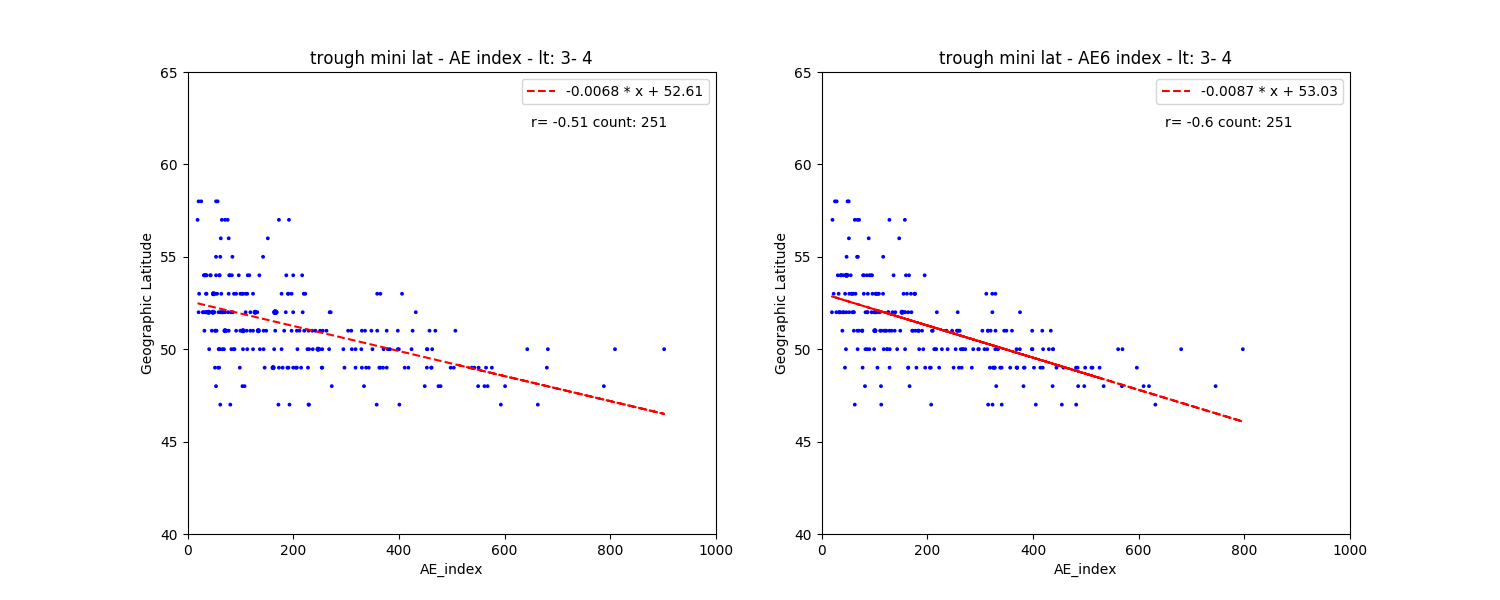 trough mini lat - AE index - lt: 3- 4
-0.0068 * x + 52.61
r= -0.51 count: 251
65
60
55
50
45
40
Geographic Latitude
0 200 400 600 800 1000
AE_index
trough mini lat - AE6 index - lt: 3- 4
-0.0087 * x + 53.03
r= -0.6 count: 251
65
60
55
50
45
40
Geographic Latitude
0 200 400 600 800 1000
AE_index